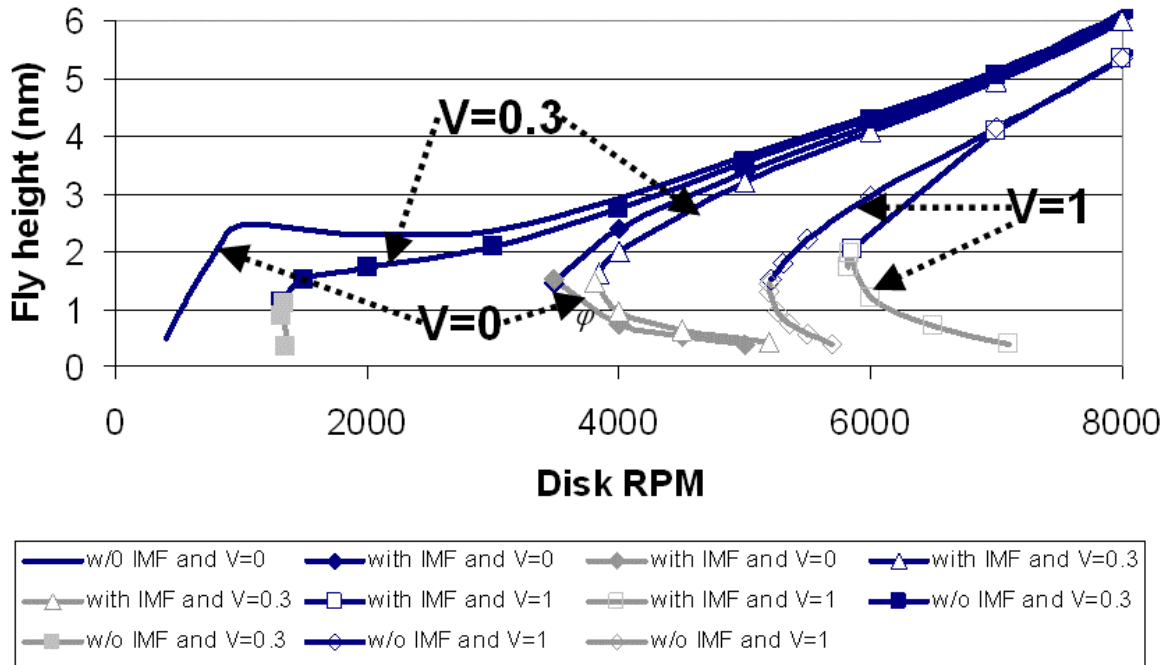 6
5
4
3
2
1
0
Fly height (nm)
V=0.3
V=1
V=0
φ
0 2000 4000 6000 8000
Disk RPM
w/0 IMF and V=0 with IMF and V=0 with IMF and V=0 with IMF and V=0.3
with IMF and V=0.3 with IMF and V=1 with IMF and V=1 w/o IMF and V=0.3
w/o IMF and V=0.3 w/o IMF and V=1 w/o IMF and V=1